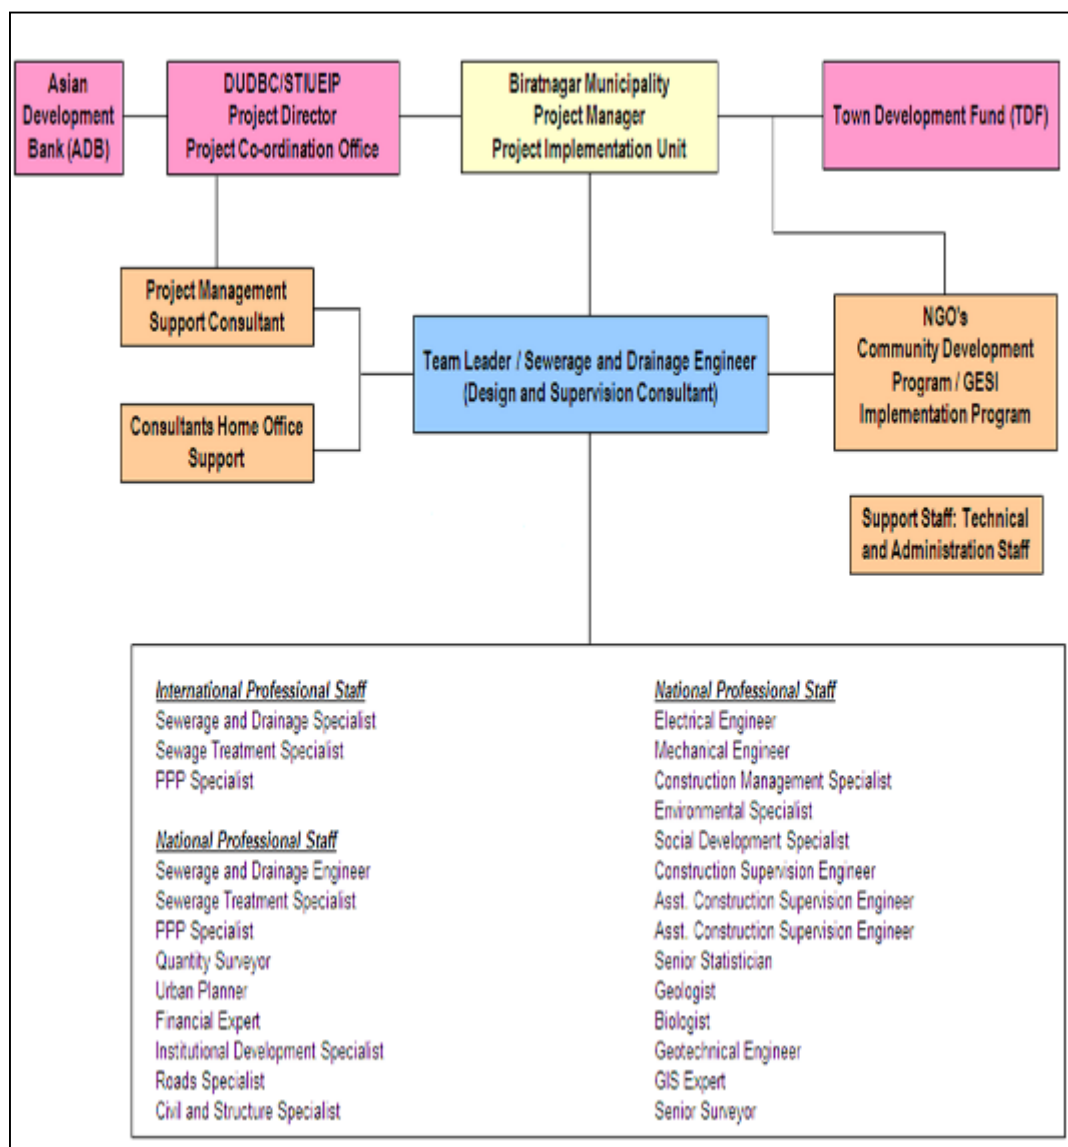 Asian
Development
Bank (ADB)
DUDBC/STIUEIP
Project Director
Project Co-ordination Office
Biratnagar Municipality
Project Manager
Project Implementation Unit
Town Development Fund (TDF)
Project Management
Support Consultant
Consultants Home Office
Support
Team Leader / Sewerage and Drainage Engineer
(Design and Supervision Consultant)
NGO's
Community Development
Program / GESI
Implementation Program
Support Staff: Technical
and Administration Staff
International Professional Staff
Sewerage and Drainage Specialist
Sewage Treatment Specialist
PPP Specialist
National Professional Staff
Sewerage and Drainage Engineer
Sewerage Treatment Specialist
PPP Specialist
Quantity Surveyor
Urban Planner
Financial Expert
Institutional Development Specialist
Roads Specialist
Civil and Structure Specialist
National Professional Staff
Electrical Engineer
Mechanical Engineer
Construction Management Specialist
Environmental Specialist
Social Development Specialist
Construction Supervision Engineer
Asst. Construction Supervision Engineer
Asst. Construction Supervision Engineer
Senior Statistician
Geologist
Biologist
Geotechnical Engineer
GIS Expert
Senior Surveyor